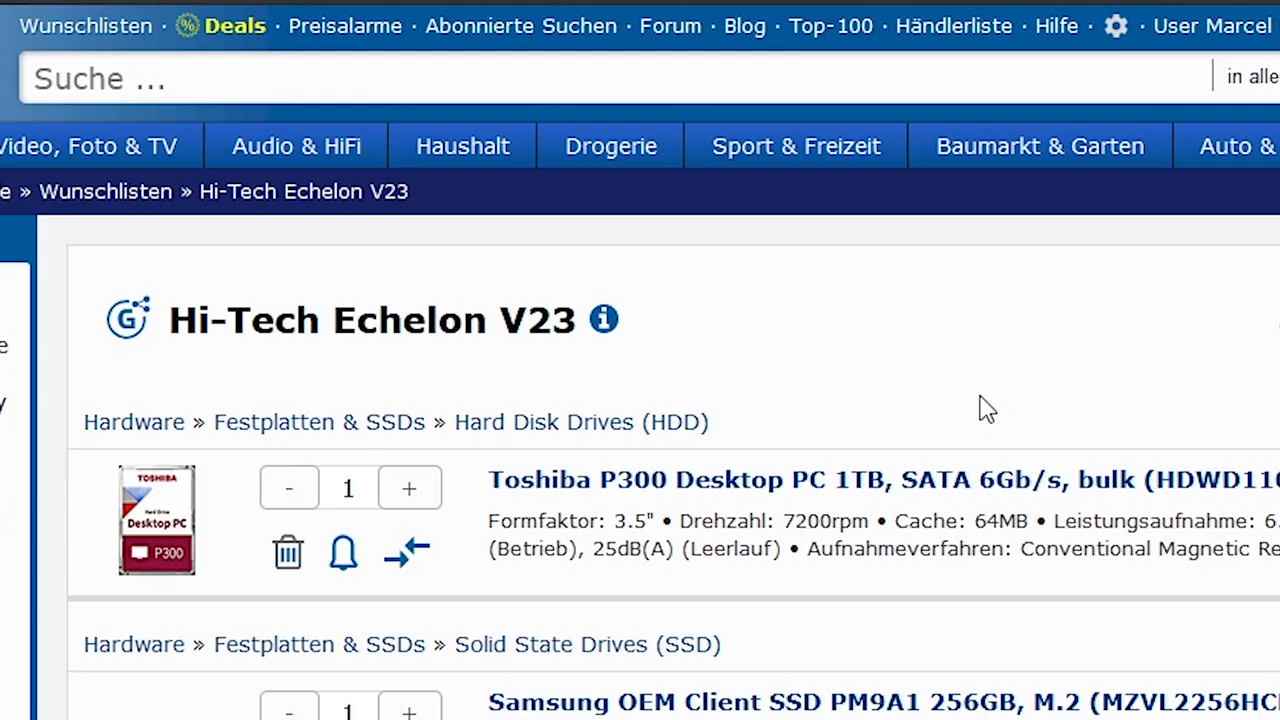 Wunschlisten · Deals · Preisalarme · Abonnierte Suchen · Forum · Blog · Top-100 · Händlerliste · Hilfe · · User Marcel
Suche ... in alle
Video, Foto & TV Audio & HiFi Haushalt Drogerie Sport & Freizeit Baumarkt & Garten Auto &
e » Wunschlisten » Hi-Tech Echelon V23
Hi-Tech Echelon V23
e
y
Hardware » Festplatten & SSDs » Hard Disk Drives (HDD)
TOSHIBA
Hard Drive
Desktop PC
P300
- 1 +
Toshiba P300 Desktop PC 1TB, SATA 6Gb/s, bulk (HDWD110
Formfaktor: 3.5" • Drehzahl: 7200rpm • Cache: 64MB • Leistungsaufnahme: 6.
(Betrieb), 25dB(A) (Leerlauf) • Aufnahmeverfahren: Conventional Magnetic Re
Hardware » Festplatten & SSDs » Solid State Drives (SSD)
- 1 +
Samsung OEM Client SSD PM9A1 256GB, M.2 (MZVL2256HC